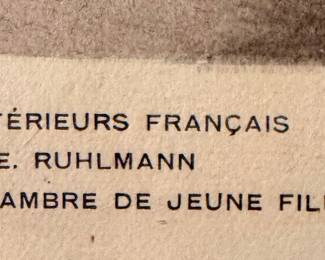 TÉRIEURS FRANÇAIS
E. RUHLMANN
AMBRE DE JEUNE FIL